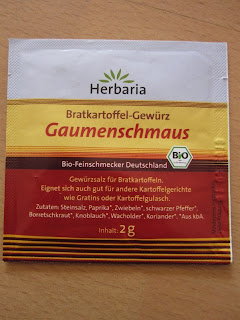 Herbaria
Bratkartoffel-Gewürz
Gaumenschmaus
Bio-Feinschmecker Deutschland
Bio
Gewürzsalz für Bratkartoffeln.
Eignet sich auch gut für andere Kartoffelgerichte
wie Gratins oder Kartoffelgulasch.
Zutaten: Steinsalz, Paprika*, Zwiebeln*, schwarzer Pfeffer*,
Borretschkraut*, Knoblauch*, Wacholder*, Koriander*. *Aus kbA.
Inhalt: 2 g